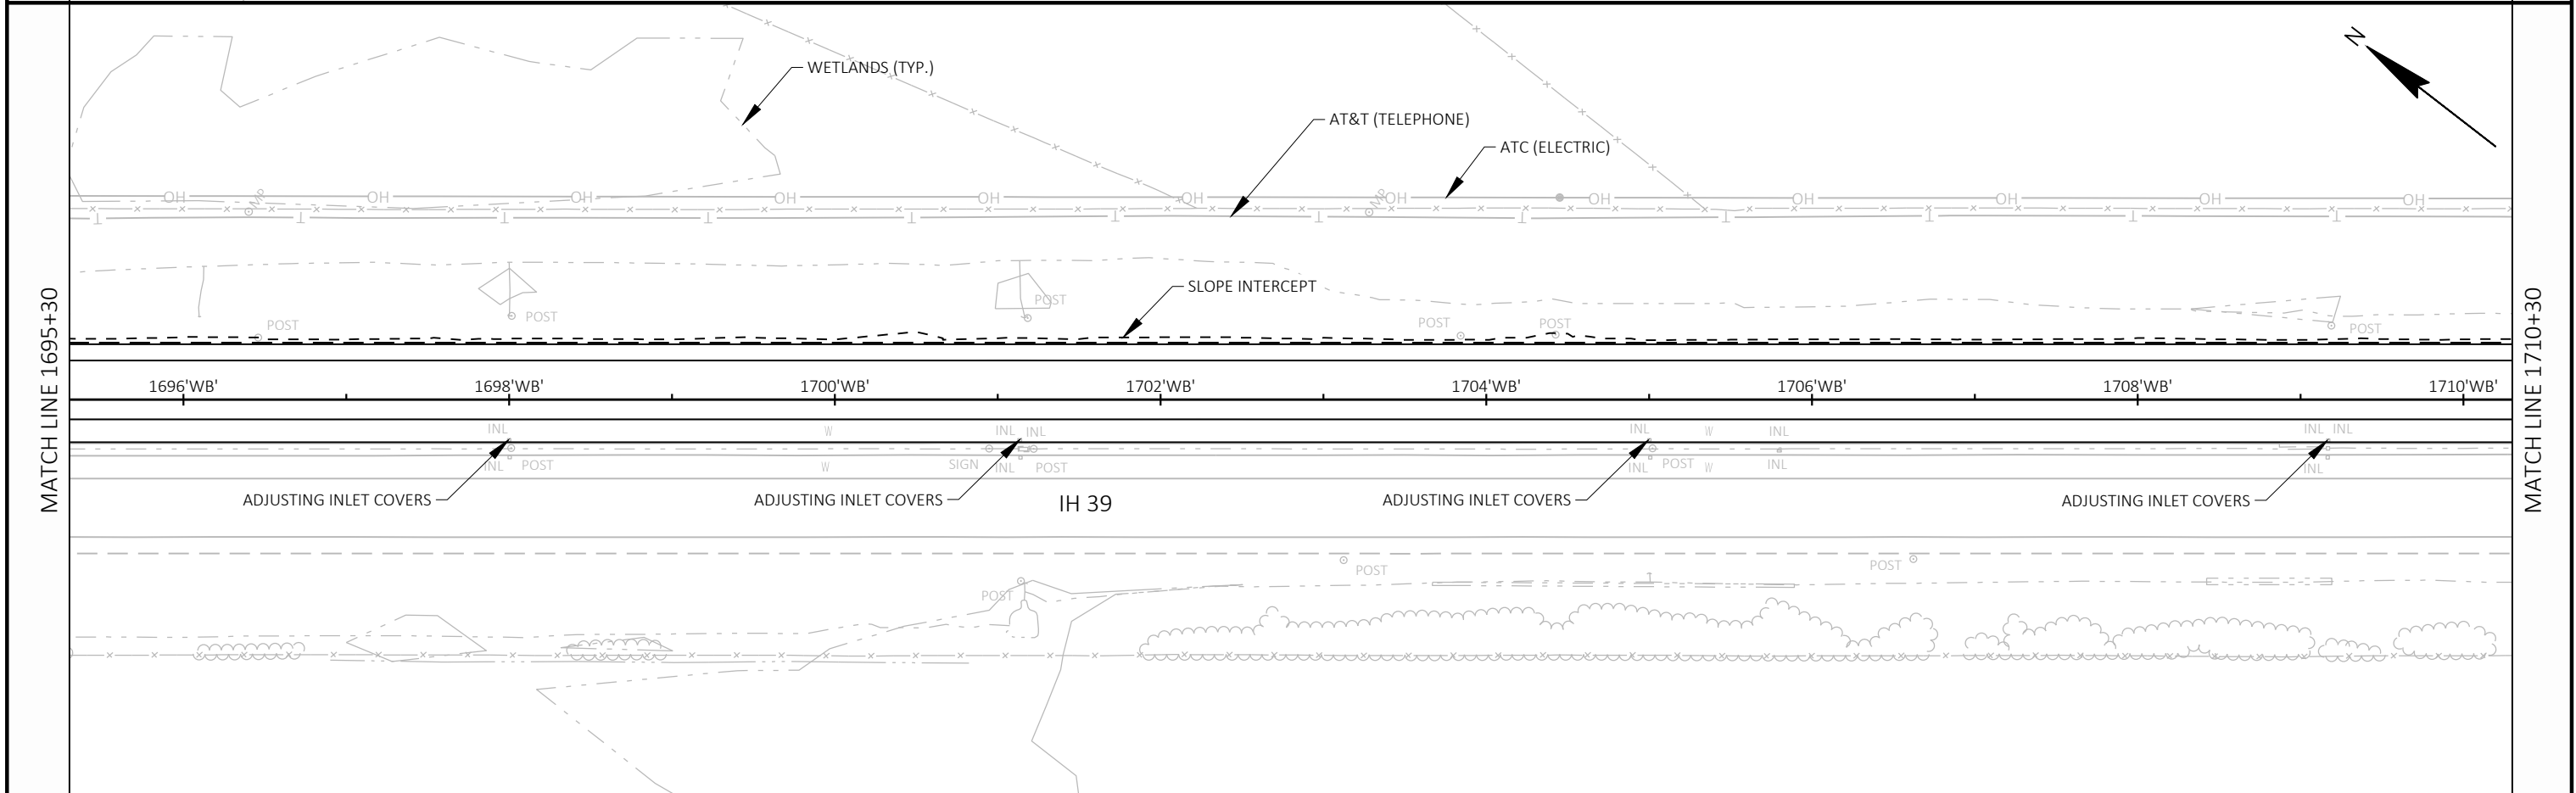 N
WETLANDS (TYP.)
AT&T (TELEPHONE)
ATC (ELECTRIC)
OH OH OH OH OH OH OH OH OH OH OH OH
MP MP
T T T T T T T T T T T T
SLOPE INTERCEPT
POST POST POST POST POST POST
MATCH LINE 1695+30
MATCH LINE 1710+30
1696'WB' 1698'WB' 1700'WB' 1702'WB' 1704'WB' 1706'WB' 1708'WB' 1710'WB'
INL W INL INL INL W INL INL INL
INL POST W SIGN INL POST INL POST W INL INL
ADJUSTING INLET COVERS ADJUSTING INLET COVERS IH 39 ADJUSTING INLET COVERS ADJUSTING INLET COVERS
POST POST
POST